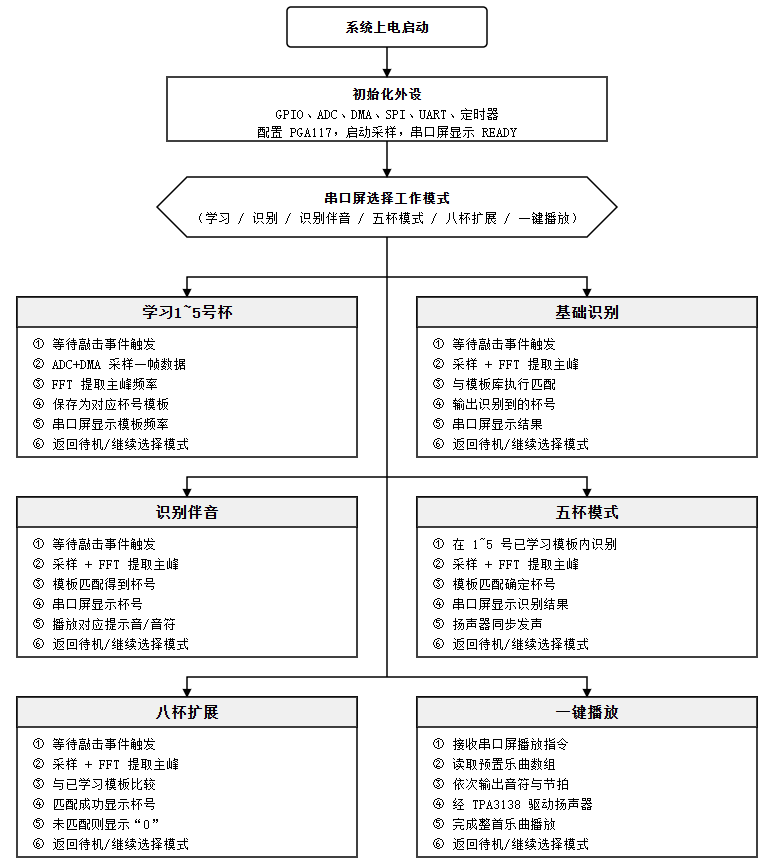 系统上电启动
初始化外设
GPIO、ADC、DMA、SPI、UART、定时器
配置 PGA117, 启动采样, 串口屏显示 READY
串口屏选择工作模式
（学习 / 识别 / 识别伴音 / 五杯模式 / 八杯扩展 / 一键播放）
学习1~5号杯
① 等待敲击事件触发
② ADC+DMA 采样一帧数据
③ FFT 提取主峰频率
④ 保存为对应杯号模板
⑤ 串口屏显示模板频率
⑥ 返回待机/继续选择模式
基础识别
① 等待敲击事件触发
② 采样 + FFT 提取主峰
③ 与模板库执行匹配
④ 输出识别到的杯号
⑤ 串口屏显示结果
⑥ 返回待机/继续选择模式
识别伴音
① 等待敲击事件触发
② 采样 + FFT 提取主峰
③ 模板匹配得到杯号
④ 串口屏显示杯号
⑤ 播放对应提示音/音符
⑥ 返回待机/继续选择模式
五杯模式
① 在 1~5 号已学习模板内识别
② 采样 + FFT 提取主峰
③ 模板匹配确定杯号
④ 串口屏显示识别结果
⑤ 扬声器同步发声
⑥ 返回待机/继续选择模式
八杯扩展
① 等待敲击事件触发
② 采样 + FFT 提取主峰
③ 与已学习模板比较
④ 匹配成功显示杯号
⑤ 未匹配则显示“0”
⑥ 返回待机/继续选择模式
一键播放
① 接收串口屏播放指令
② 读取预置乐曲数组
③ 依次输出音符与节拍
④ 经 TPA3138 驱动扬声器
⑤ 完成整首乐曲播放
⑥ 返回待机/继续选择模式